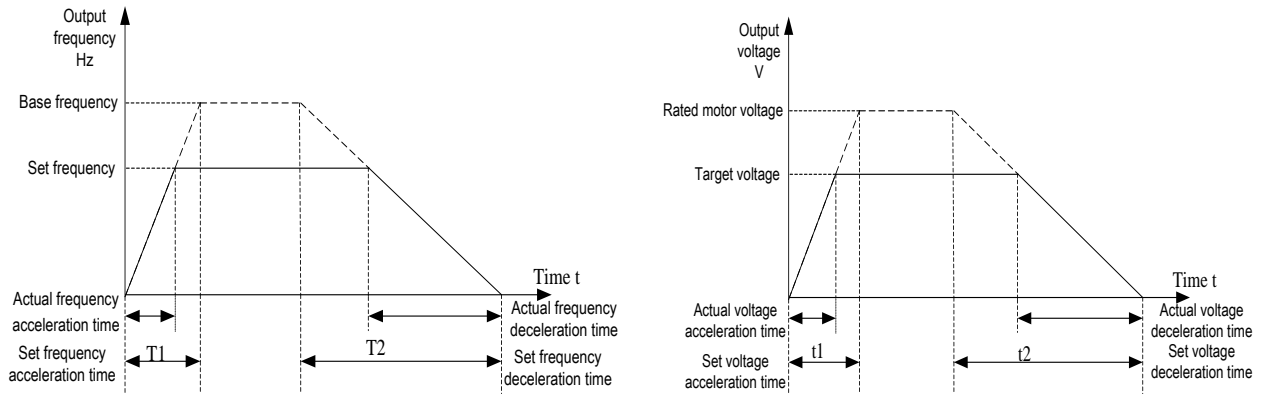 Output
frequency
Hz
Base frequency
Set frequency
Time t
Actual frequency
acceleration time
Actual frequency
deceleration time
Set frequency
acceleration time
T1
T2
Set frequency
deceleration time
Output
voltage
V
Rated motor voltage
Target voltage
Time t
Actual voltage
acceleration time
Actual voltage
deceleration time
Set voltage
acceleration time
t1
t2
Set voltage
deceleration time